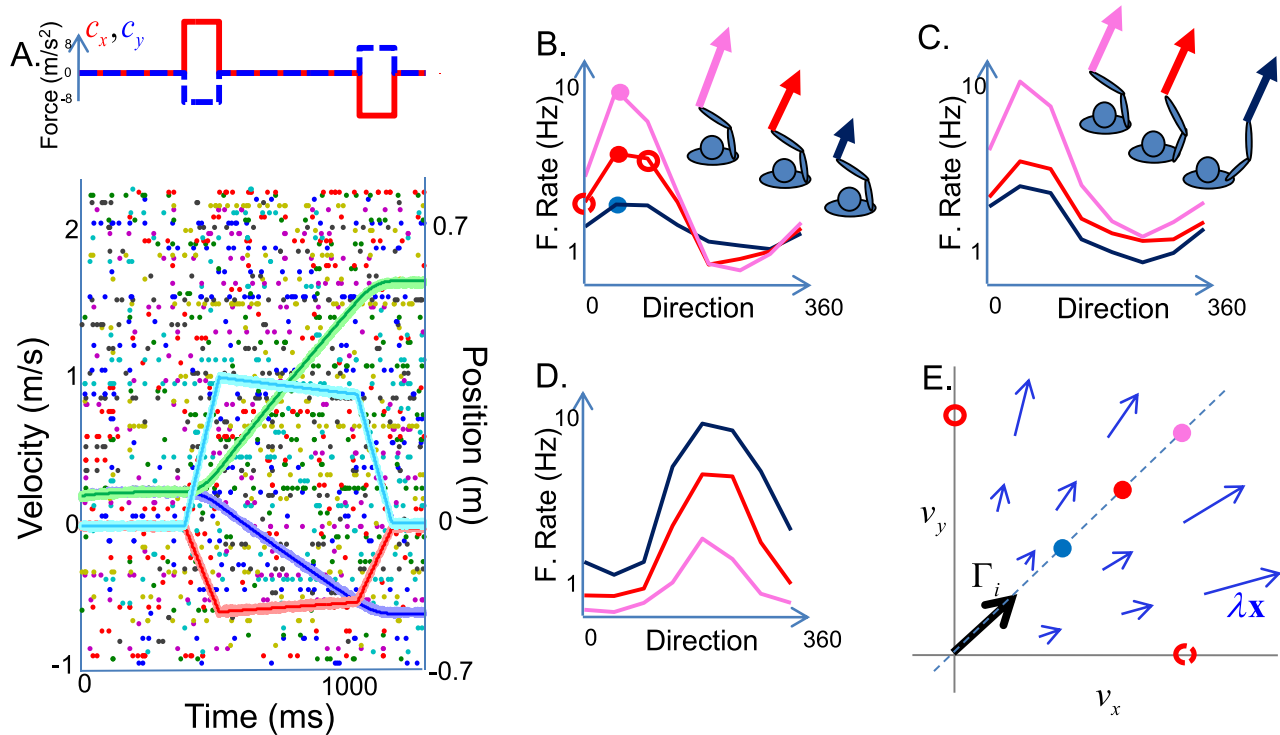 A.
Force (m/s²)
8
0
-8
c_x, c_y
Velocity (m/s)
2
1
0
-1
Position (m)
0.7
0
-0.7
0
1000
Time (ms)
B.
F. Rate (Hz)
10
1
0
Direction
360
C.
F. Rate (Hz)
10
1
0
Direction
360
D.
F. Rate (Hz)
10
1
0
Direction
360
E.
v_y
Γ_i
λx
v_x